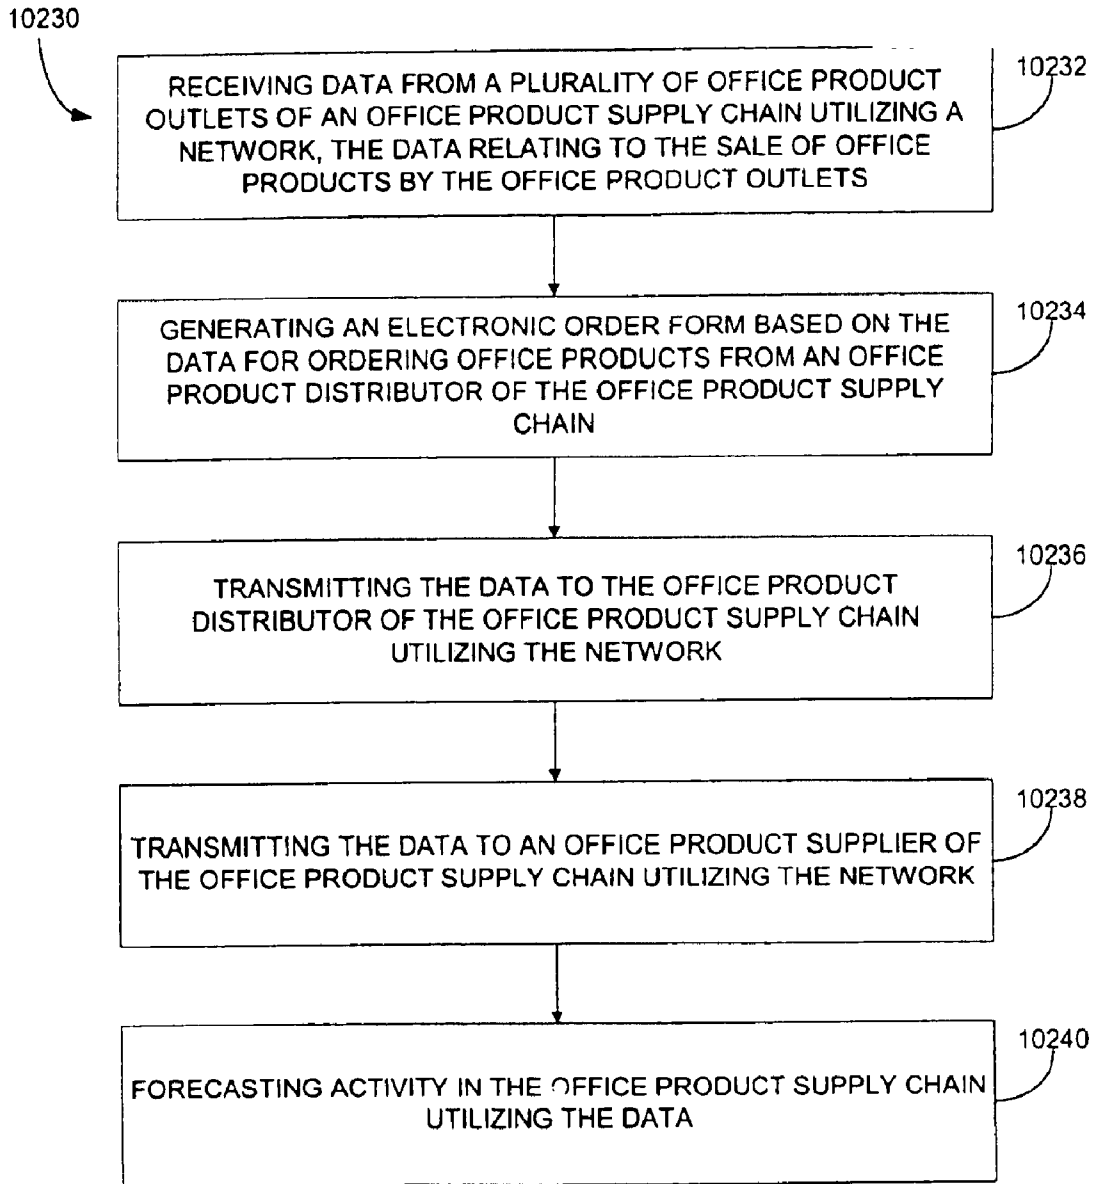 10230
10232
RECEIVING DATA FROM A PLURALITY OF OFFICE PRODUCT
OUTLETS OF AN OFFICE PRODUCT SUPPLY CHAIN UTILIZING A
NETWORK, THE DATA RELATING TO THE SALE OF OFFICE
PRODUCTS BY THE OFFICE PRODUCT OUTLETS
10234
GENERATING AN ELECTRONIC ORDER FORM BASED ON THE
DATA FOR ORDERING OFFICE PRODUCTS FROM AN OFFICE
PRODUCT DISTRIBUTOR OF THE OFFICE PRODUCT SUPPLY
CHAIN
10236
TRANSMITTING THE DATA TO THE OFFICE PRODUCT
DISTRIBUTOR OF THE OFFICE PRODUCT SUPPLY CHAIN
UTILIZING THE NETWORK
10238
TRANSMITTING THE DATA TO AN OFFICE PRODUCT SUPPLIER OF
THE OFFICE PRODUCT SUPPLY CHAIN UTILIZING THE NETWORK
10240
FORECASTING ACTIVITY IN THE OFFICE PRODUCT SUPPLY CHAIN
UTILIZING THE DATA